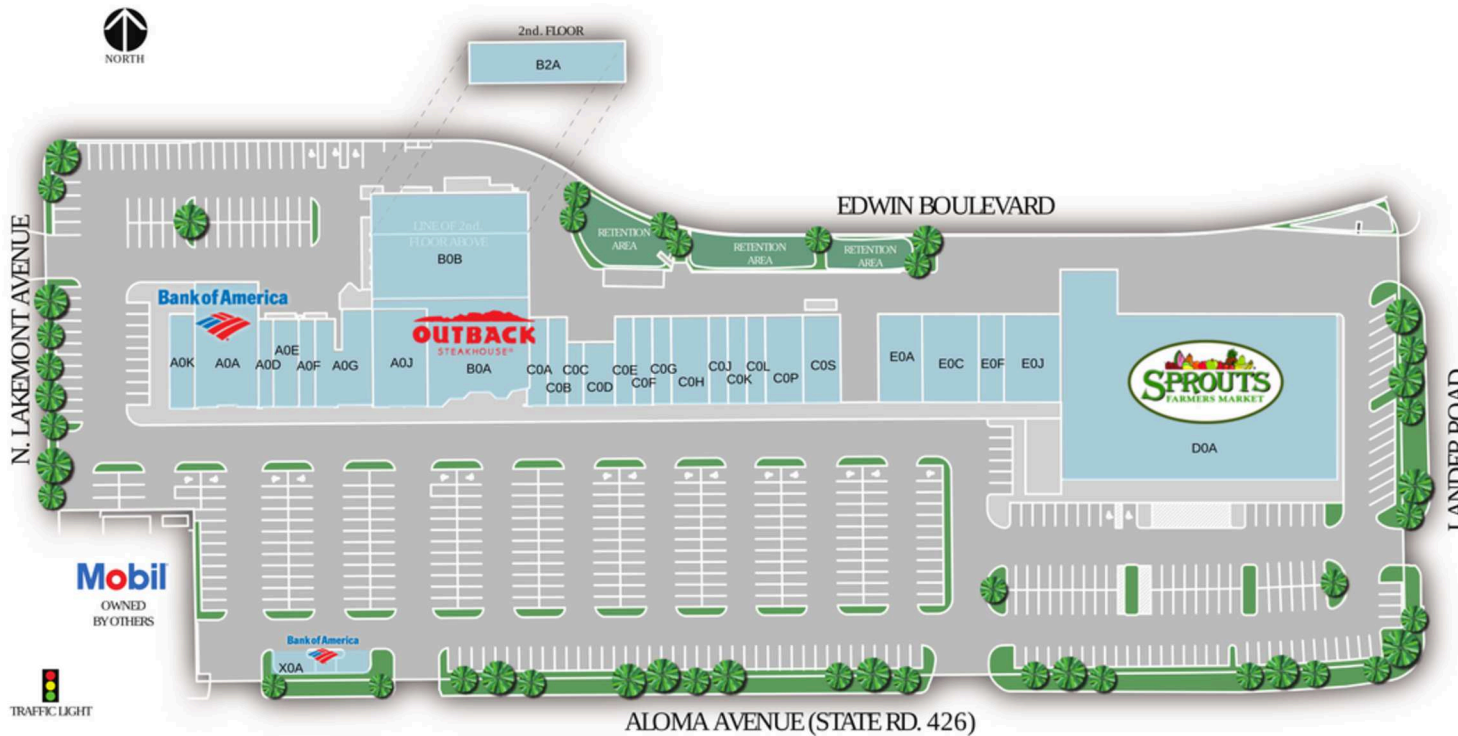 NORTH
2nd. FLOOR
B2A
EDWIN BOULEVARD
N. LAKEMONT AVENUE
LINE OF 2nd.
FLOOR ABOVE
B0B
RETENTION
AREA
RETENTION
AREA
RETENTION
AREA
Bank of America
OUTBACK
STEAKHOUSE
A0K
A0A
A0D
A0E
A0F
A0G
A0J
B0A
C0A
C0B
C0C
C0D
C0E
C0F
C0G
C0H
C0J
C0K
C0L
C0P
C0S
E0A
E0C
E0F
E0J
SPROUTS
FARMERS MARKET
D0A
LANDER ROAD
Mobil
OWNED
BY OTHERS
Bank of America
X0A
TRAFFIC LIGHT
ALOMA AVENUE (STATE RD. 426)